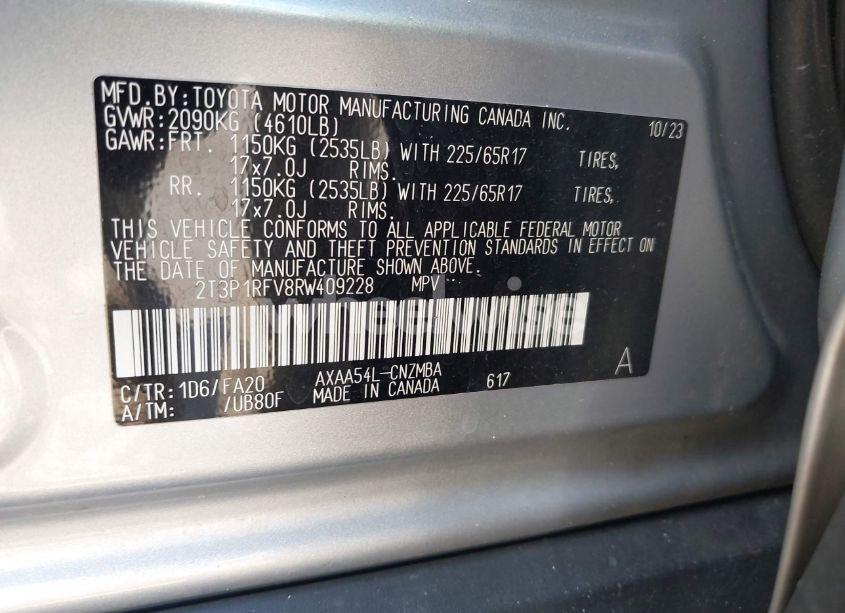 MFD.BY:TOYOTA MOTOR MANUFACTURING CANADA INC.
GVWR:2090KG (4610LB) 10/23
GAWR:FRT. 1150KG (2535LB) WITH 225/65R17 TIRES,
17x7.0J RIMS.
RR. 1150KG (2535LB) WITH 225/65R17 TIRES,
17x7.0J RIMS.
THIS VEHICLE CONFORMS TO ALL APPLICABLE FEDERAL MOTOR
VEHICLE SAFETY AND THEFT PREVENTION STANDARDS IN EFFECT ON
THE DATE OF MANUFACTURE SHOWN ABOVE.
2T3P1RFV8RW409228 MPV
wheelwise
C/TR:1D6/FA20 AXAA54L-CNZMBA A
A/TM: /UB80F MADE IN CANADA 617